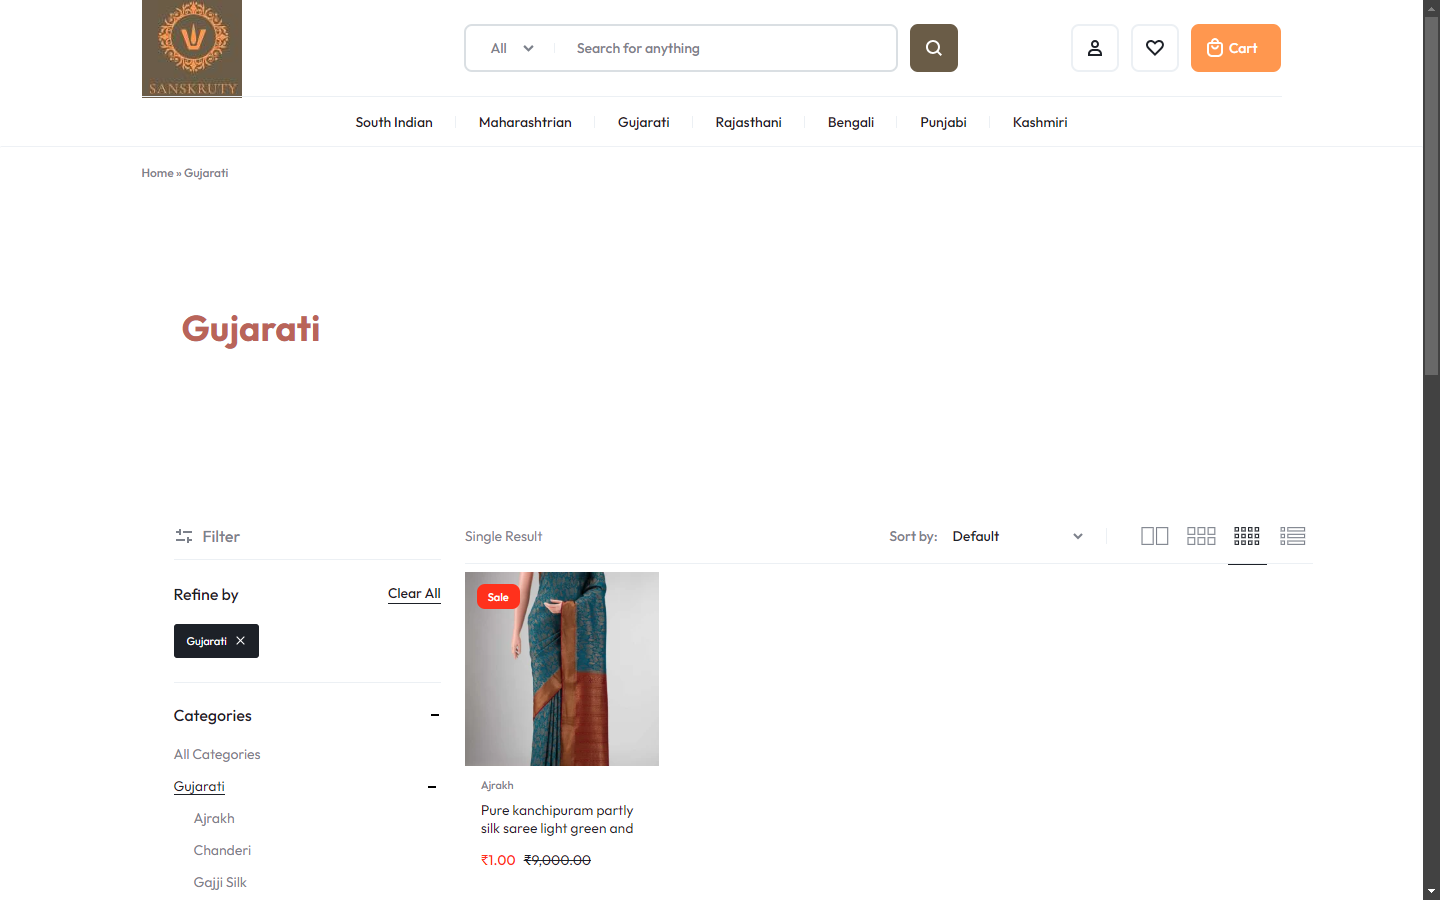 SANSKRUTY
All
Search for anything
Cart
South Indian
Maharashtrian
Gujarati
Rajasthani
Bengali
Punjabi
Kashmiri
Home » Gujarati
Gujarati
Filter
Single Result
Sort by: Default
Refine by
Clear All
Gujarati
Categories
All Categories
Gujarati
Ajrakh
Chanderi
Gajji Silk
Sale
Ajrakh
Pure kanchipuram partly
silk saree light green and
₹1.00 ₹9,000.00